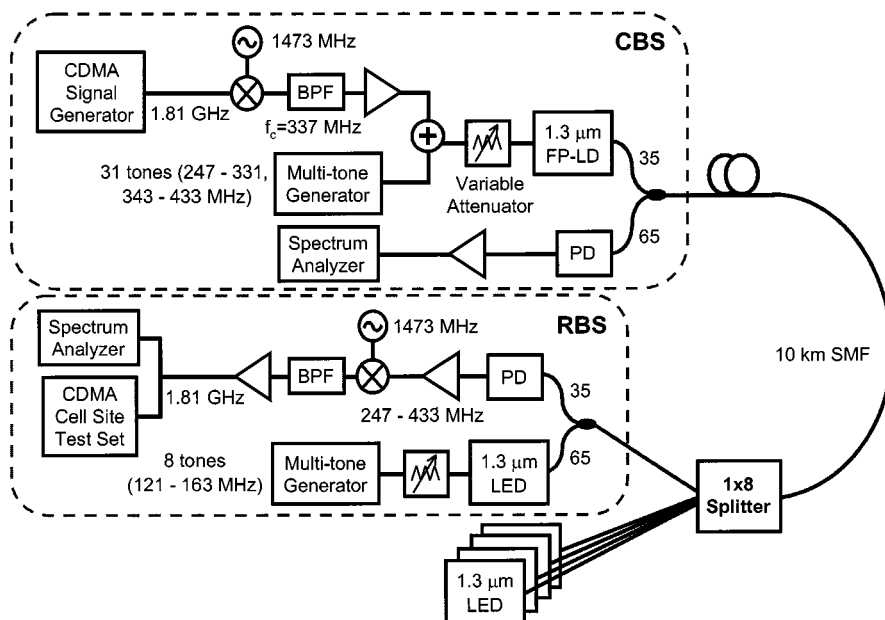 CBS
1473 MHz
CDMA
Signal
Generator
1.81 GHz
BPF
f_c=337 MHz
31 tones (247 - 331,
343 - 433 MHz)
Multi-tone
Generator
Variable
Attenuator
1.3 μm
FP-LD
35
65
Spectrum
Analyzer
PD
RBS
1473 MHz
Spectrum
Analyzer
CDMA
Cell Site
Test Set
1.81 GHz
BPF
247 - 433 MHz
PD
35
65
8 tones
(121 - 163 MHz)
Multi-tone
Generator
1.3 μm
LED
10 km SMF
1x8
Splitter
1.3 μm
LED